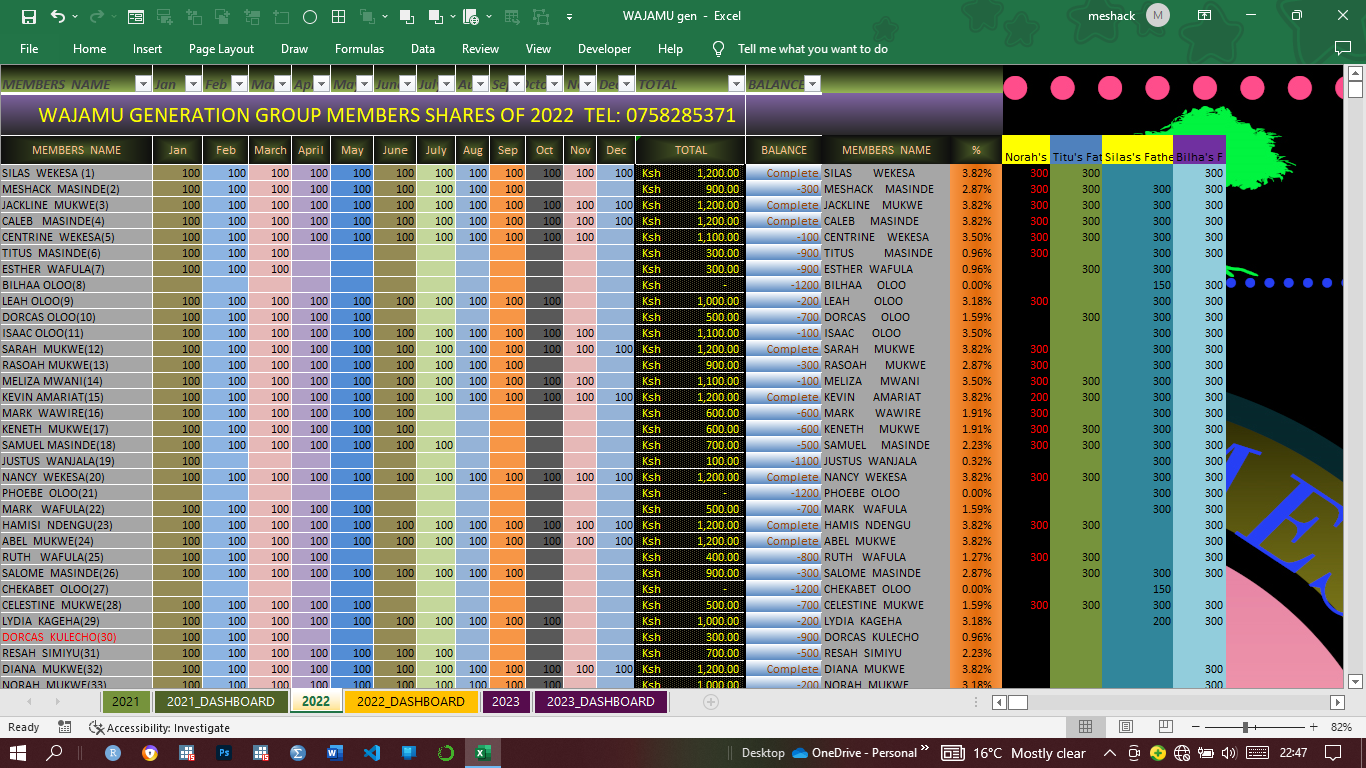 WAJAMU gen - Excel meshack M
File Home Insert Page Layout Draw Formulas Data Review View Developer Help Tell me what you want to do
MEMBERS NAME Jan Feb TOTAL BALANCE
WAJAMU GENERATION GROUP MEMBERS SHARES OF 2022 TEL: 0758285371
MEMBERS NAME Jan Feb March April May June July Aug Sep Oct Nov Dec TOTAL BALANCE MEMBERS NAME % Norah's Titu's Fat Silas's Fathe Bilha's F
SILAS WEKESA (1) 100 100 100 100 100 100 100 100 100 100 100 100 Ksh 1,200.00 Complete SILAS WEKESA 3.82% 300 300 300
MESHACK MASINDE(2) 100 100 100 100 100 100 100 100 100 Ksh 900.00 -300 MESHACK MASINDE 2.87% 300 300 300 300
JACKLINE MUKWE(3) 100 100 100 100 100 100 100 100 100 100 100 100 Ksh 1,200.00 Complete JACKLINE MUKWE 3.82% 300 300 300 300
CALEB MASINDE(4) 100 100 100 100 100 100 100 100 100 100 100 100 Ksh 1,200.00 Complete CALEB MASINDE 3.82% 300 300 300 300
CENTRINE WEKESA(5) 100 100 100 100 100 100 100 100 100 100 100 Ksh 1,100.00 -100 CENTRINE WEKESA 3.50% 300 300 300 300
TITUS MASINDE(6) 100 100 100 Ksh 300.00 -900 TITUS MASINDE 0.96% 300 300 300
ESTHER WAFULA(7) 100 100 100 Ksh 300.00 -900 ESTHER WAFULA 0.96% 300 300
BILHAA OLOO(8) Ksh - -1200 BILHAA OLOO 0.00% 150 300
LEAH OLOO(9) 100 100 100 100 100 100 100 100 100 100 Ksh 1,000.00 -200 LEAH OLOO 3.18% 300 300 300
DORCAS OLOO(10) 100 100 100 100 100 Ksh 500.00 -700 DORCAS OLOO 1.59% 300 300 300
ISAAC OLOO(11) 100 100 100 100 100 100 100 100 100 100 100 Ksh 1,100.00 -100 ISAAC OLOO 3.50% 300 300
SARAH MUKWE(12) 100 100 100 100 100 100 100 100 100 100 100 100 Ksh 1,200.00 Complete SARAH MUKWE 3.82% 300 300 300
RASOAH MUKWE(13) 100 100 100 100 100 100 100 100 100 Ksh 900.00 -300 RASOAH MUKWE 2.87% 300 300 300
MELIZA MWANI(14) 100 100 100 100 100 100 100 100 100 100 100 Ksh 1,100.00 -100 MELIZA MWANI 3.50% 300 300 300 300
KEVIN AMARIAT(15) 100 100 100 100 100 100 100 100 100 100 100 100 Ksh 1,200.00 Complete KEVIN AMARIAT 3.82% 200 300 300 300
MARK WAWIRE(16) 100 100 100 100 100 100 Ksh 600.00 -600 MARK WAWIRE 1.91% 300 300 300
KENETH MUKWE(17) 100 100 100 100 100 100 Ksh 600.00 -600 KENETH MUKWE 1.91% 300 300 300 300
SAMUEL MASINDE(18) 100 100 100 100 100 100 100 Ksh 700.00 -500 SAMUEL MASINDE 2.23% 300 300 300 300
JUSTUS WANJALA(19) 100 Ksh 100.00 -1100 JUSTUS WANJALA 0.32% 300 300
NANCY WEKESA(20) 100 100 100 100 100 100 100 100 100 100 100 100 Ksh 1,200.00 Complete NANCY WEKESA 3.82% 300 300 300 300
PHOEBE OLOO(21) Ksh - -1200 PHOEBE OLOO 0.00% 300 300
MARK WAFULA(22) 100 100 100 100 100 Ksh 500.00 -700 MARK WAFULA 1.59% 300 300
HAMISI NDENGU(23) 100 100 100 100 100 100 100 100 100 100 100 100 Ksh 1,200.00 Complete HAMIS NDENGU 3.82% 300 300 300
ABEL MUKWE(24) 100 100 100 100 100 100 100 100 100 100 100 100 Ksh 1,200.00 Complete ABEL MUKWE 3.82% 300 300
RUTH WAFULA(25) 100 100 100 100 Ksh 400.00 -800 RUTH WAFULA 1.27% 300 300 300
SALOME MASINDE(26) 100 100 100 100 100 100 100 100 100 Ksh 900.00 -300 SALOME MASINDE 2.87% 300 300 300
CHEKABET OLOO(27) Ksh - -1200 CHEKABET OLOO 0.00% 150
CELESTINE MUKWE(28) 100 100 100 100 100 Ksh 500.00 -700 CELESTINE MUKWE 1.59% 300 300 300 300
LYDIA KAGEHA(29) 100 100 100 100 100 100 100 100 100 100 Ksh 1,000.00 -200 LYDIA KAGEHA 3.18% 200 300
DORCAS KULECHO(30) 100 100 100 Ksh 300.00 -900 DORCAS KULECHO 0.96%
RESAH SIMIYU(31) 100 100 100 100 100 100 100 Ksh 700.00 -500 RESAH SIMIYU 2.23%
DIANA MUKWE(32) 100 100 100 100 100 100 100 100 100 100 100 100 Ksh 1,200.00 Complete DIANA MUKWE 3.82% 300
NORAH MUKWE(33) 100 100 100 100 100 100 100 100 100 100 Ksh 1,000.00 -200 NORAH MUKWE 3.18% 300
2021 2021_DASHBOARD 2022 2022_DASHBOARD 2023 2023_DASHBOARD
Ready Accessibility: Investigate 82%
Desktop OneDrive - Personal 16°C Mostly clear 22:47